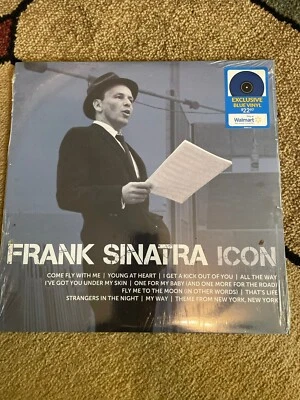 EXCLUSIVE
BLUE VINYL
Walmart
FRANK SINATRA ICON
COME FLY WITH ME | YOUNG AT HEART | I GET A KICK OUT OF YOU | ALL THE WAY
I'VE GOT YOU UNDER MY SKIN | ONE FOR MY BABY (AND ONE MORE FOR THE ROAD)
FLY ME TO THE MOON (IN OTHER WORDS) | THAT'S LIFE
STRANGERS IN THE NIGHT | MY WAY | THEME FROM NEW YORK, NEW YORK